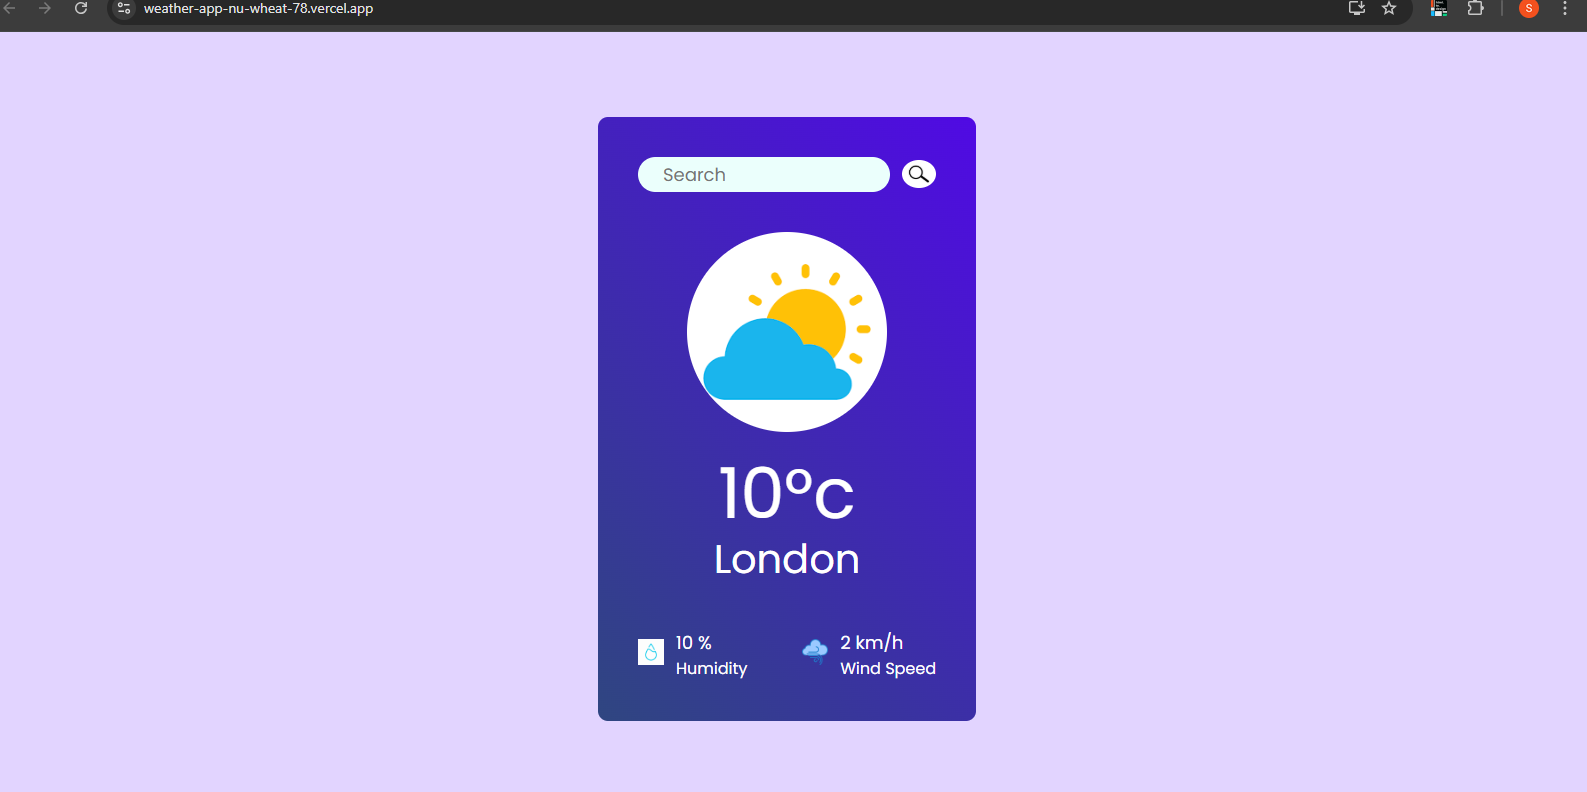 weather-app-nu-wheat-78.vercel.app
S
Search
10°c
London
10 %
Humidity
2 km/h
Wind Speed